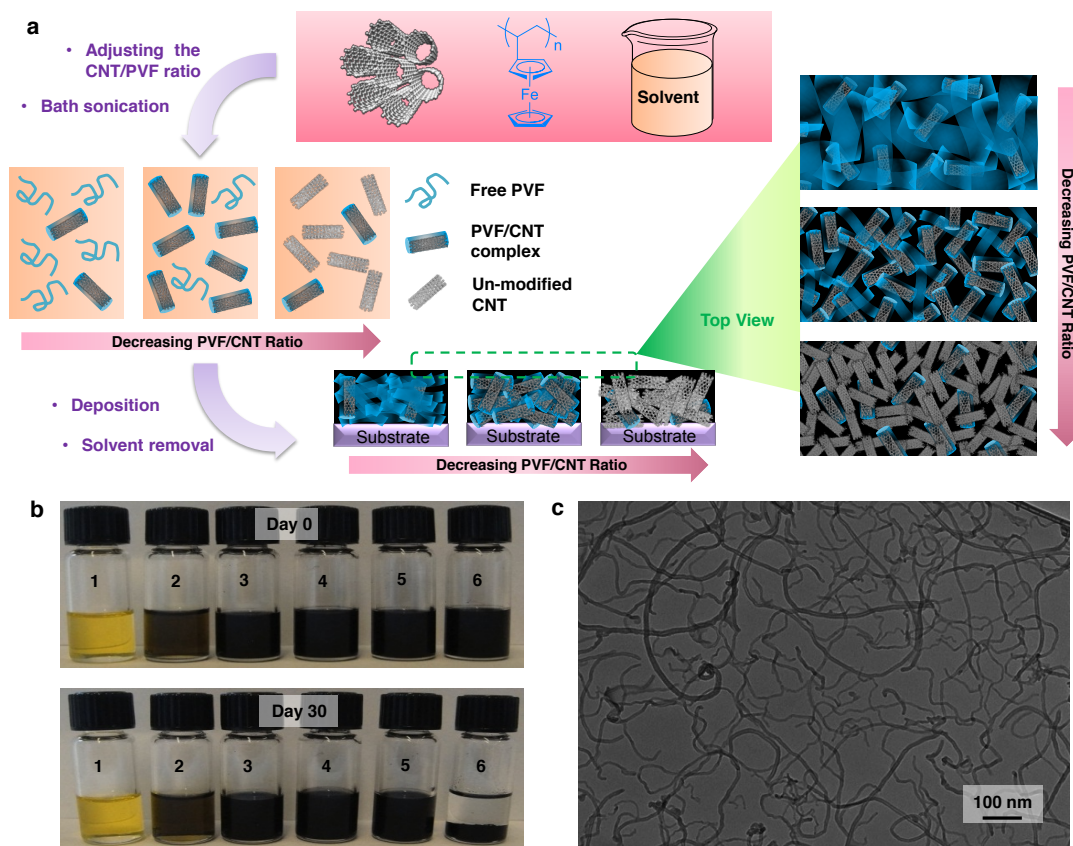 a
• Adjusting the
CNT/PVF ratio
• Bath sonication
n
Fe
Solvent
Free PVF
PVF/CNT
complex
Un-modified
CNT
Decreasing PVF/CNT Ratio
Top View
Decreasing PVF/CNT Ratio
• Deposition
• Solvent removal
Substrate
Substrate
Substrate
Decreasing PVF/CNT Ratio
b
Day 0
1
2
3
4
5
6
Day 30
1
2
3
4
5
6
c
100 nm